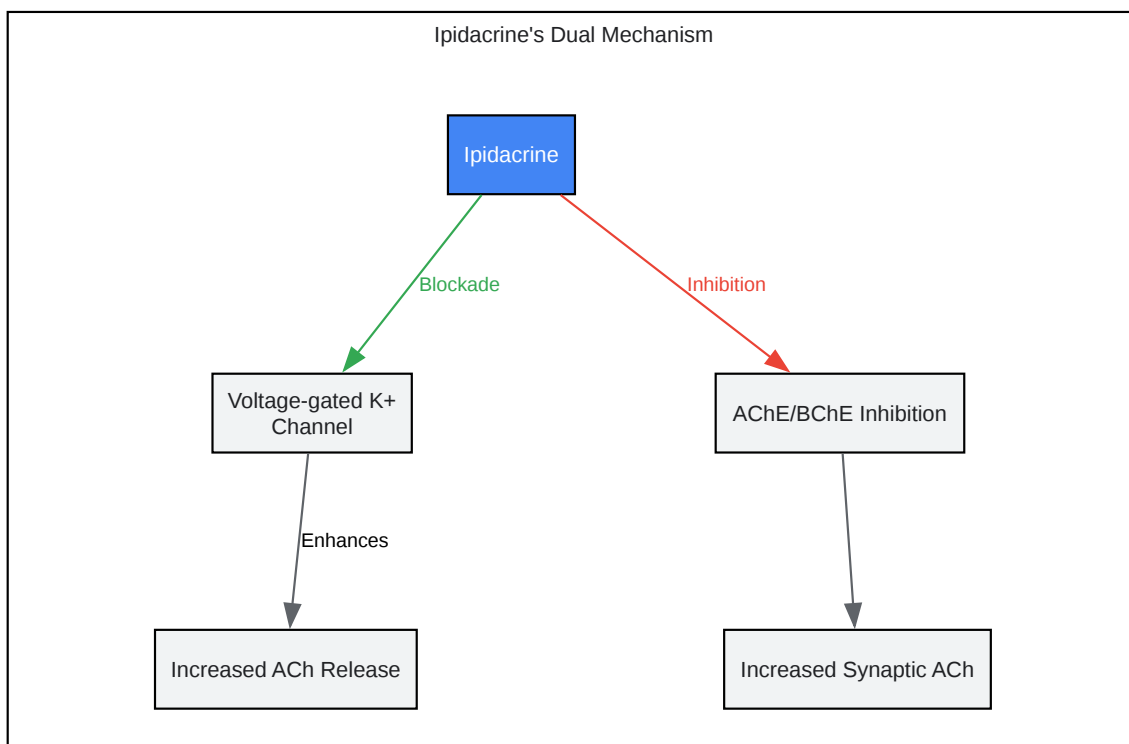 Ipidacrine's Dual Mechanism
Ipidacrine
Blockade
Inhibition
Voltage-gated K+
Channel
AChE/BChE Inhibition
Enhances
Increased ACh Release
Increased Synaptic ACh